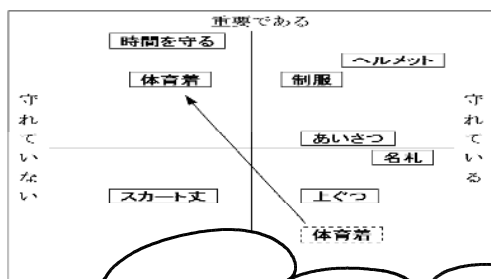 重要である
時間を守る
ヘルメット
体育着
制服
守れていない
守れている
あいさつ
名札
スカート丈
上ぐつ
体育着